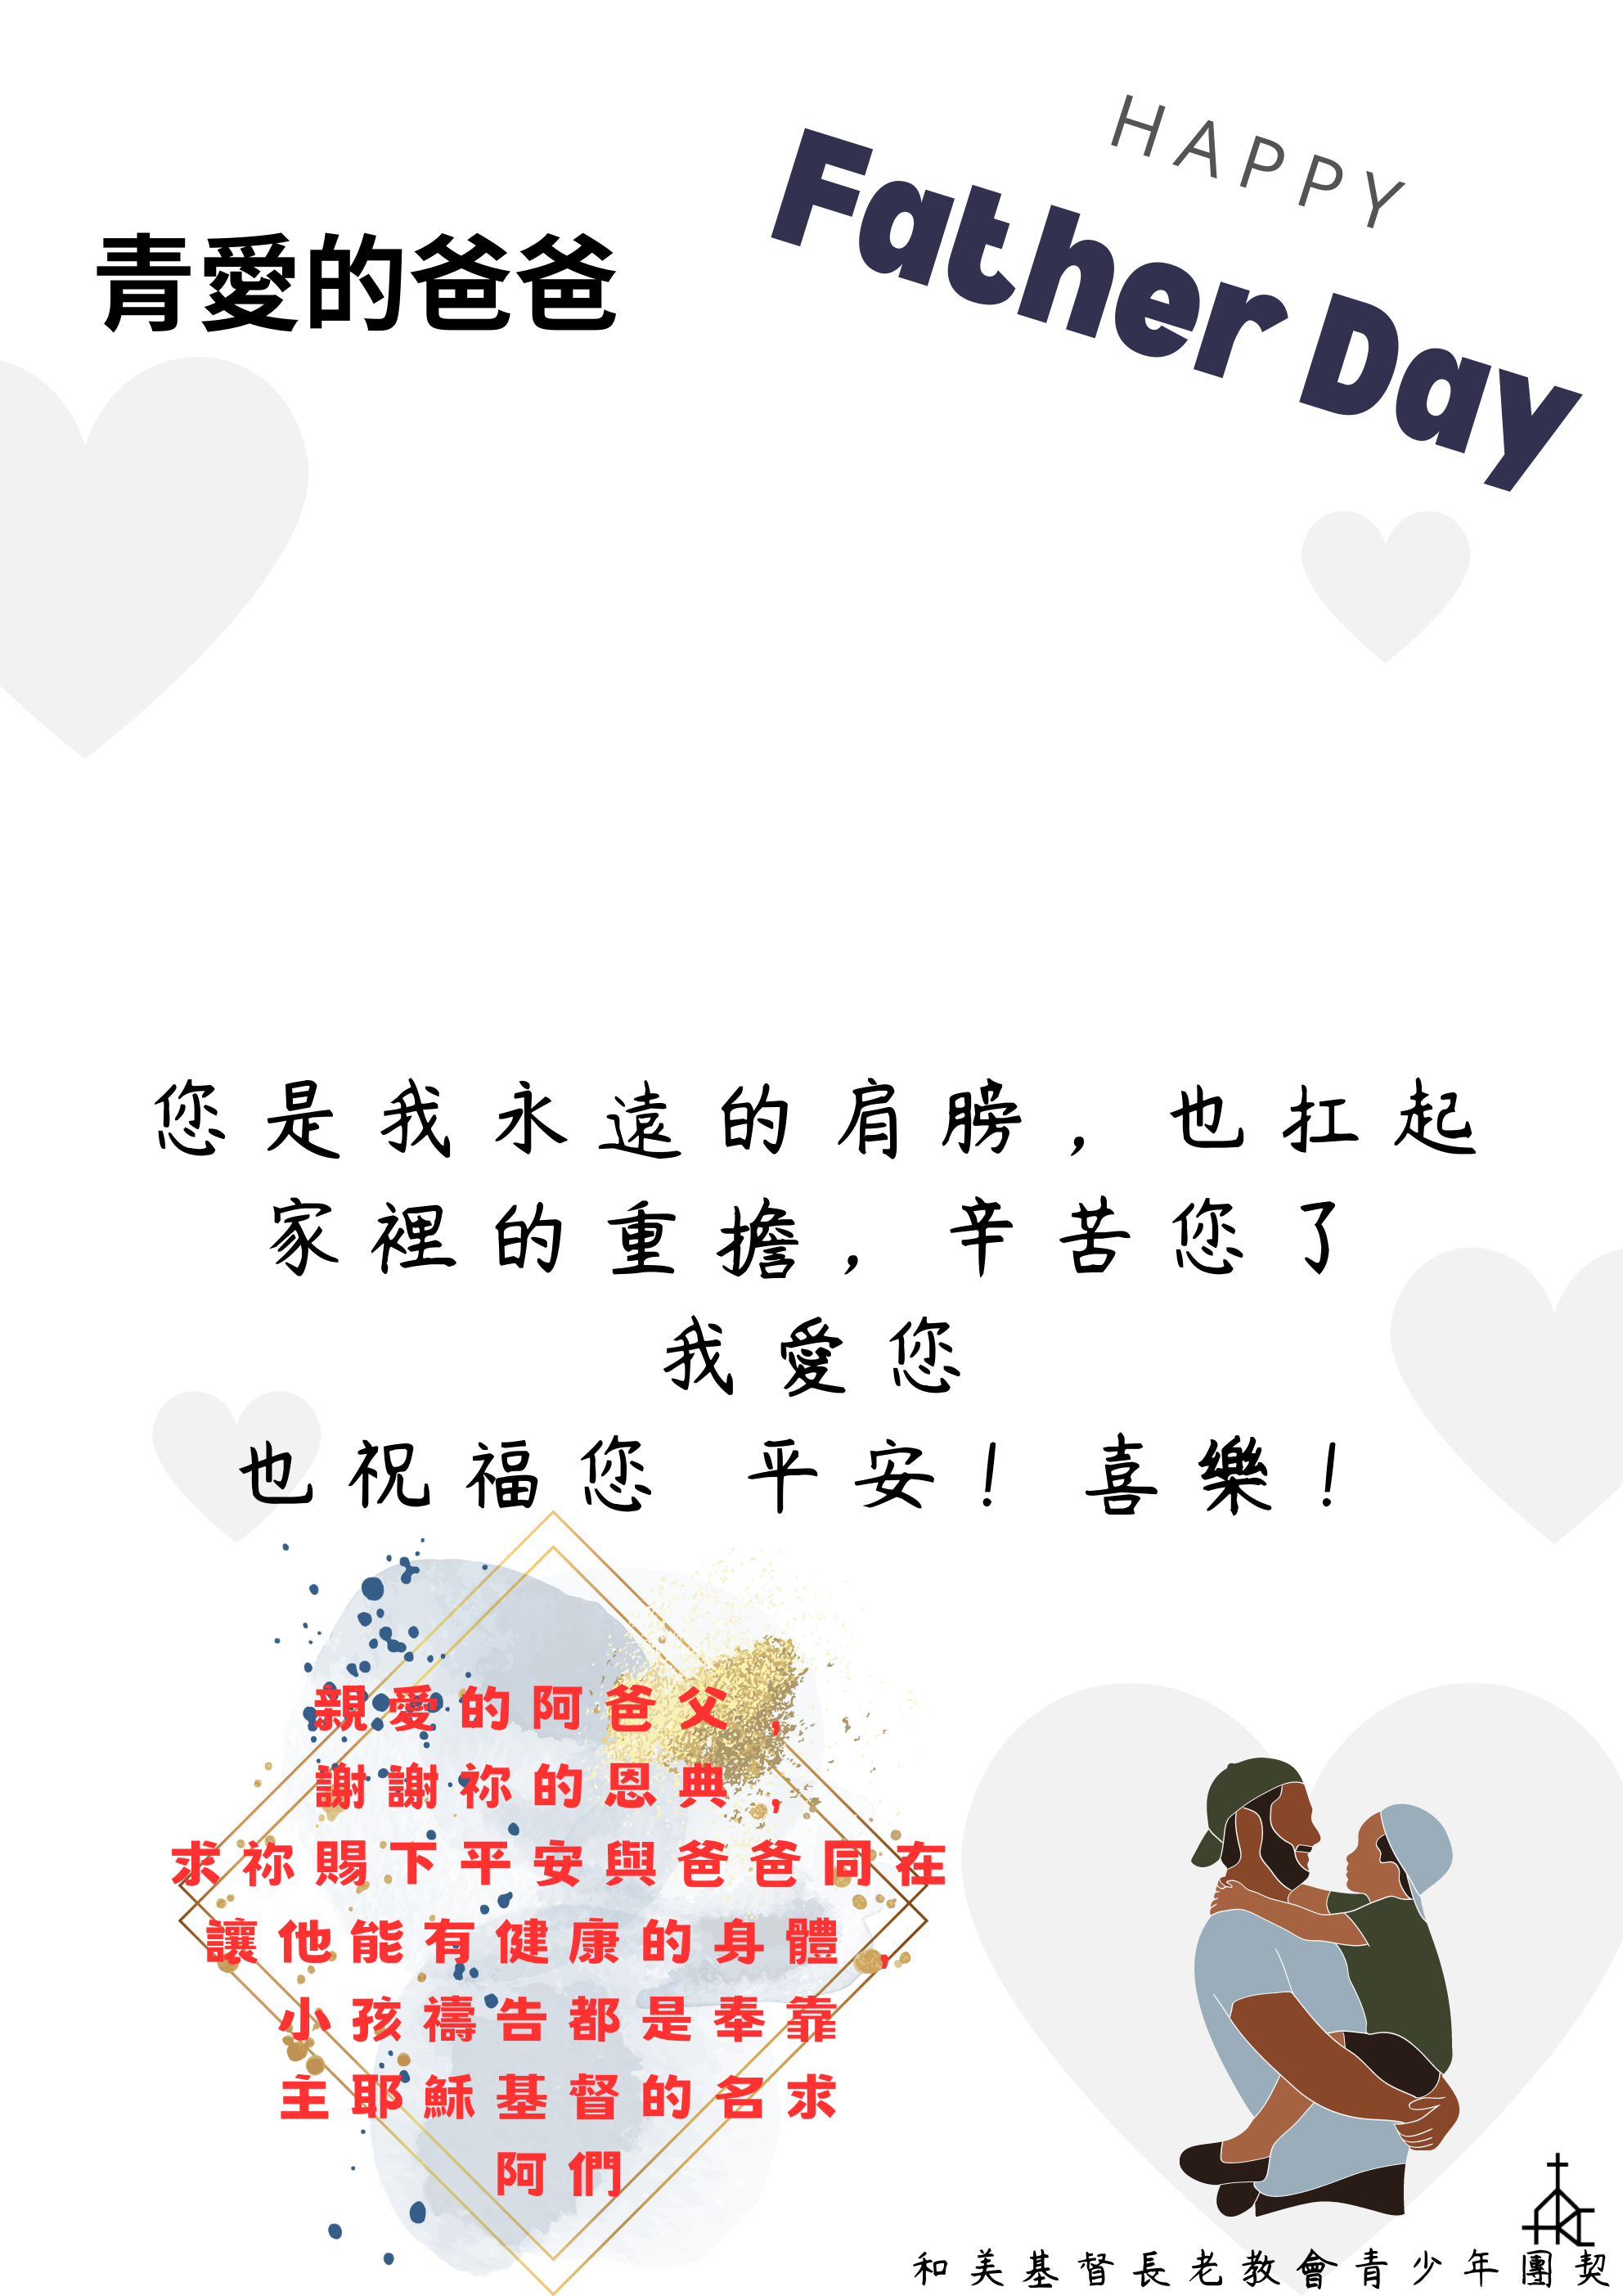 HAPPY
Father Day
青愛的爸爸
您是我永遠的肩膀，也扛起
家裡的重擔，辛苦您了
我愛您
也祝福您 平安！喜樂！
親愛的阿爸父，
謝謝祢的恩典，
求祢賜下平安與爸爸同在
讓他能有健康的身體，
小孩禱告都是奉靠
主耶穌基督的名求
阿們
和美基督長老教會青少年團契